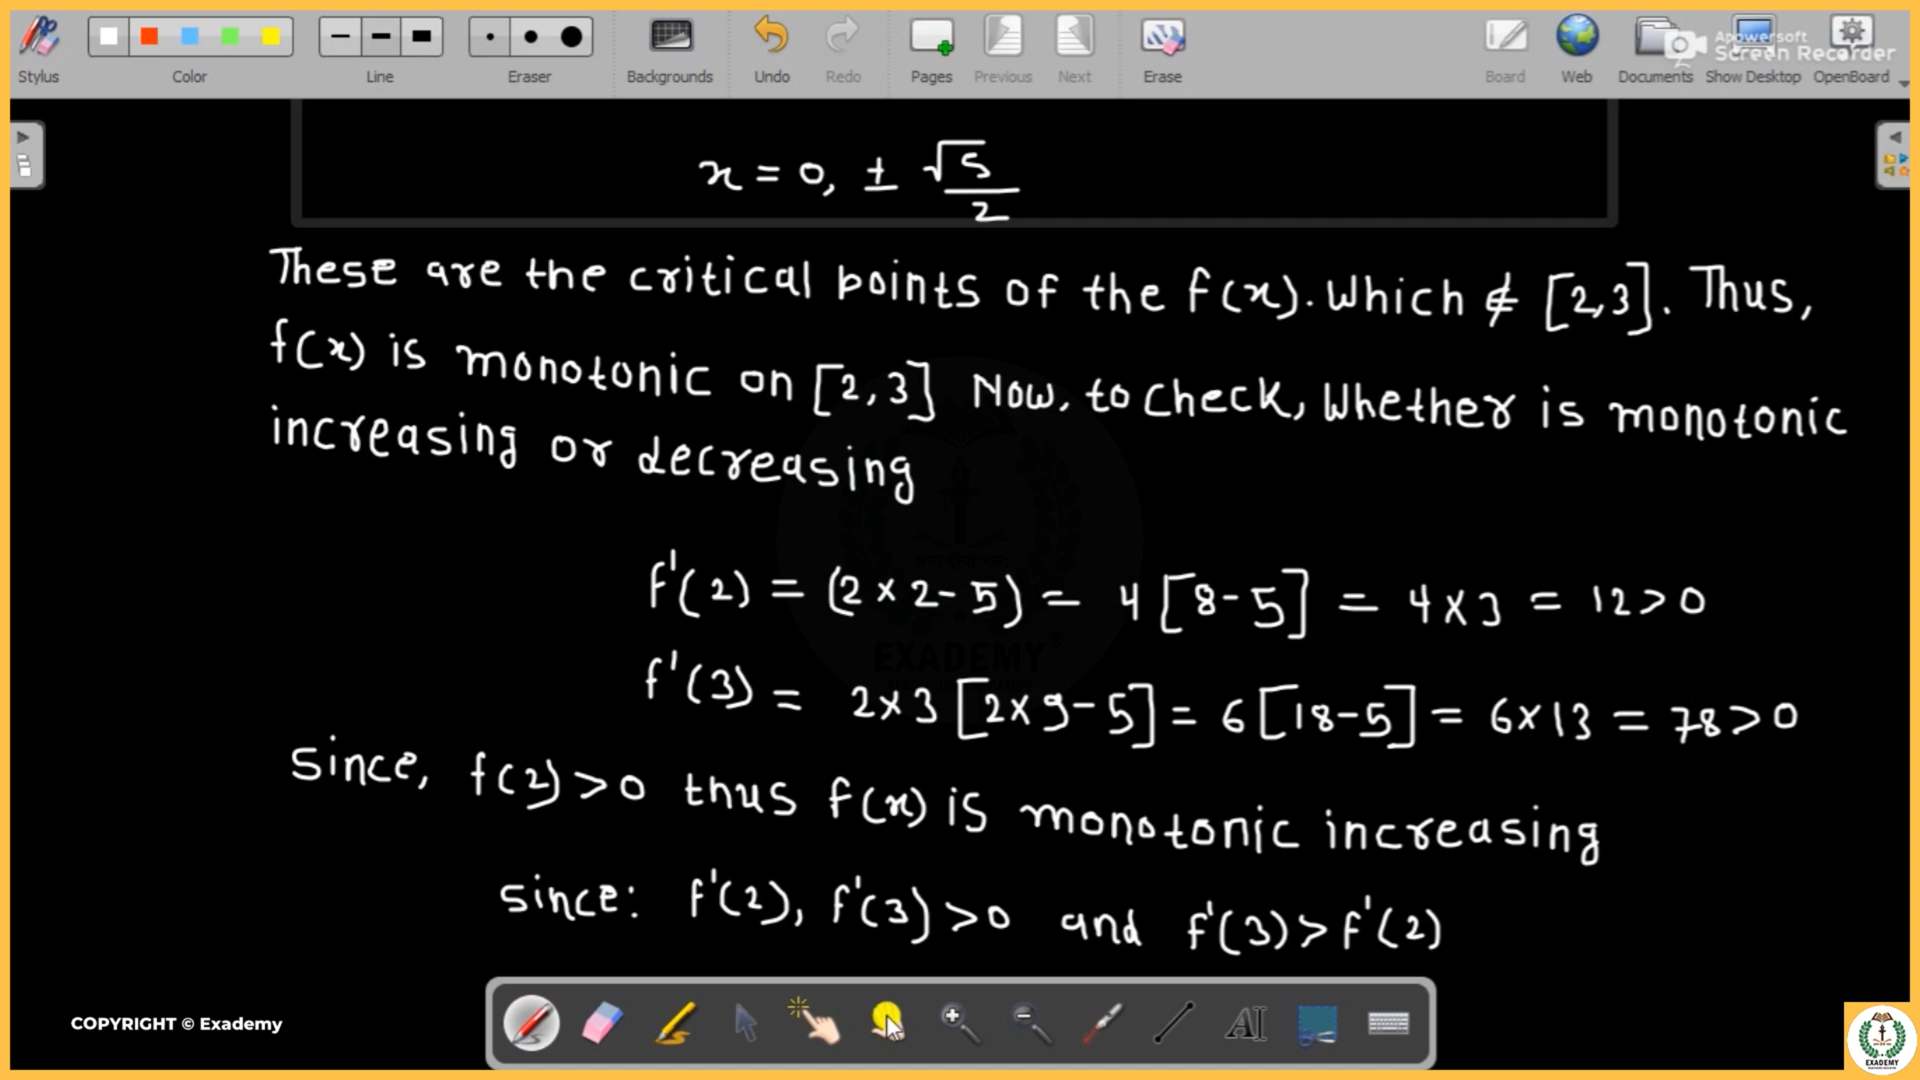 Stylus Color Line Eraser Backgrounds Undo Redo Pages Previous Next Erase Board Web Documents Show Desktop OpenBoard
Apowersoft
Screen Recorder
x = 0, ± √5/2
These are the critical points of the f(x). Which ∉ [2,3]. Thus,
f(x) is monotonic on [2,3] Now, to check, Whether is monotonic
increasing or decreasing
f'(2) = (2 × 2 - 5) = 4 [8-5] = 4 × 3 = 12 > 0
f'(3) = 2×3 [2×9-5] = 6 [18-5] = 6 × 13 = 78 > 0
Since, f(2) > 0 thus f(x) is monotonic increasing
since: f'(2), f'(3) > 0 and f'(3) > f'(2)
EXADEMY
COPYRIGHT © Exademy
AI
EXADEMY